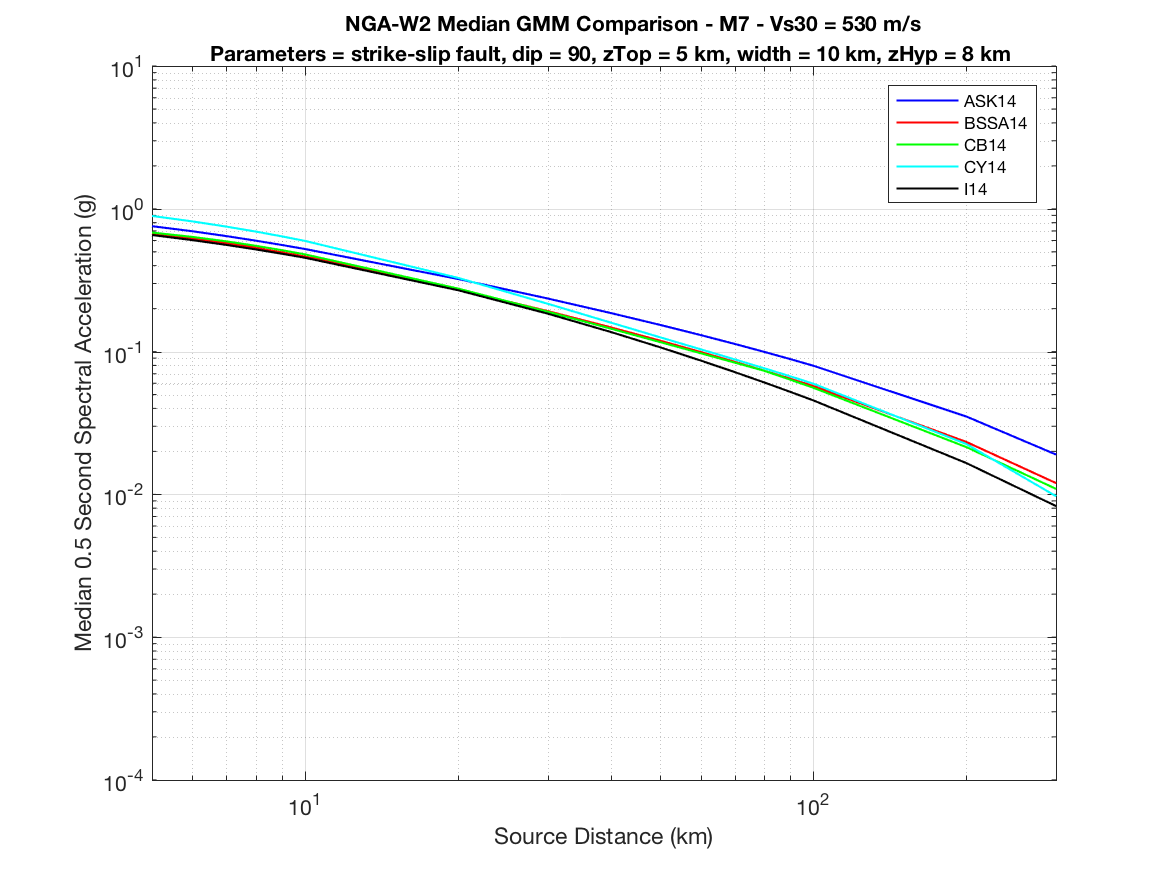 NGA-W2 Median GMM Comparison - M7 - Vs30 = 530 m/s
Parameters = strike-slip fault, dip = 90, zTop = 5 km, width = 10 km, zHyp = 8 km
ASK14
BSSA14
CB14
CY14
I14
Median 0.5 Second Spectral Acceleration (g)
10^1
10^0
10^-1
10^-2
10^-3
10^-4
10^1 10^2
Source Distance (km)